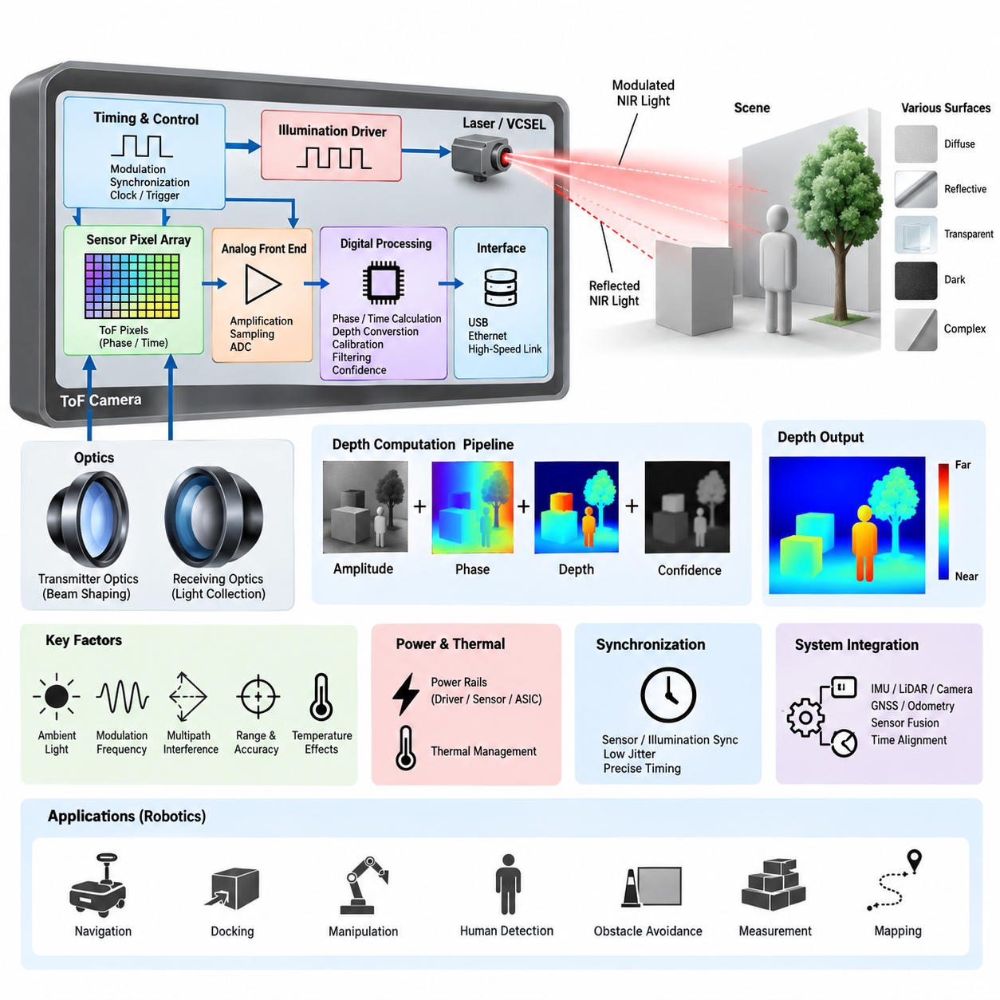 Timing & Control
Modulation
Synchronization
Clock / Trigger
Illumination Driver
Laser / VCSEL
Sensor Pixel Array
ToF Pixels
(Phase / Time)
Analog Front End
Amplification
Sampling
ADC
Digital Processing
Phase / Time Calculation
Depth Converstion
Calibration
Filtering
Confidence
Interface
USB
Ethernet
High-Speed Link
ToF Camera
Modulated
NIR Light
Reflected
NIR Light
Scene
Various Surfaces
Diffuse
Reflective
Transparent
Dark
Complex
Optics
Transmitter Optics
(Beam Shaping)
Receiving Optics
(Light Collection)
Depth Computation Pipeline
+
+
+
Amplitude
Phase
Depth
Confidence
Depth Output
Far
Near
Key Factors
Ambient
Light
Modulation
Frequency
Multipath
Interference
Range &
Accuracy
Temperature
Effects
Power & Thermal
Power Rails
(Driver / Sensor / ASIC)
Thermal Management
Synchronization
Sensor / Illumination Sync
Low Jitter
Precise Timing
System Integration
IMU / LiDAR / Camera
GNSS / Odometry
Sensor Fusion
Time Alignment
Applications (Robotics)
Navigation
Docking
Manipulation
Human Detection
Obstacle Avoidance
Measurement
Mapping